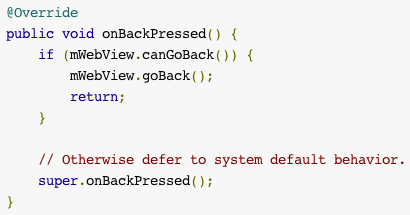 @Override
public void onBackPressed() {
    if (mWebView.canGoBack()) {
        mWebView.goBack();
        return;
    }

    // Otherwise defer to system default behavior.
    super.onBackPressed();
}